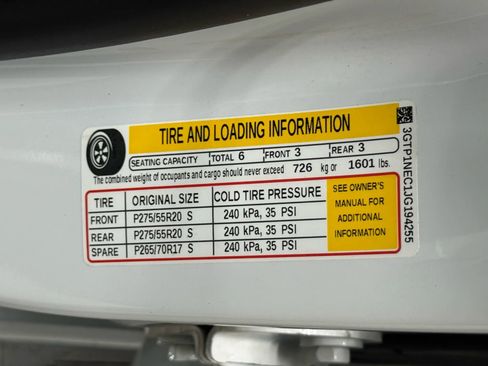 TIRE AND LOADING INFORMATION
SEATING CAPACITY TOTAL 6 FRONT 3 REAR 3
The combined weight of occupants and cargo should never exceed 726 kg or 1601 lbs.
TIRE ORIGINAL SIZE COLD TIRE PRESSURE
FRONT P275/55R20 S 240 kPa, 35 PSI
REAR P275/55R20 S 240 kPa, 35 PSI
SPARE P265/70R17 S 240 kPa, 35 PSI
SEE OWNER'S
MANUAL FOR
ADDITIONAL
INFORMATION
3GTP1NEC1JG194255